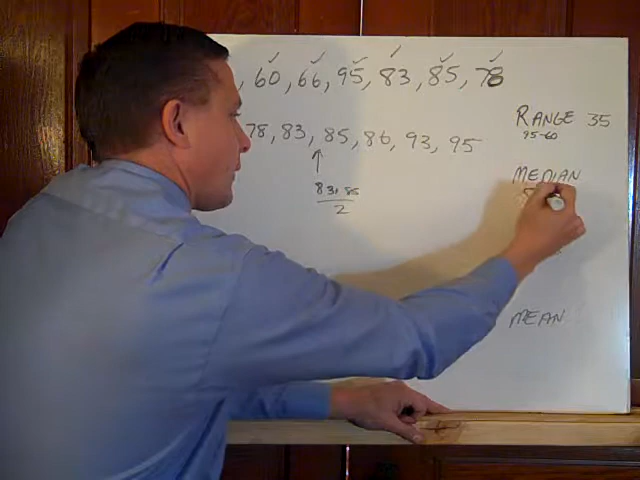 , 60, 66, 95, 83, 85, 78
78, 83, 85, 86, 93, 95
83, 85
2
RANGE 35
95-60
MEDIAN
MEAN